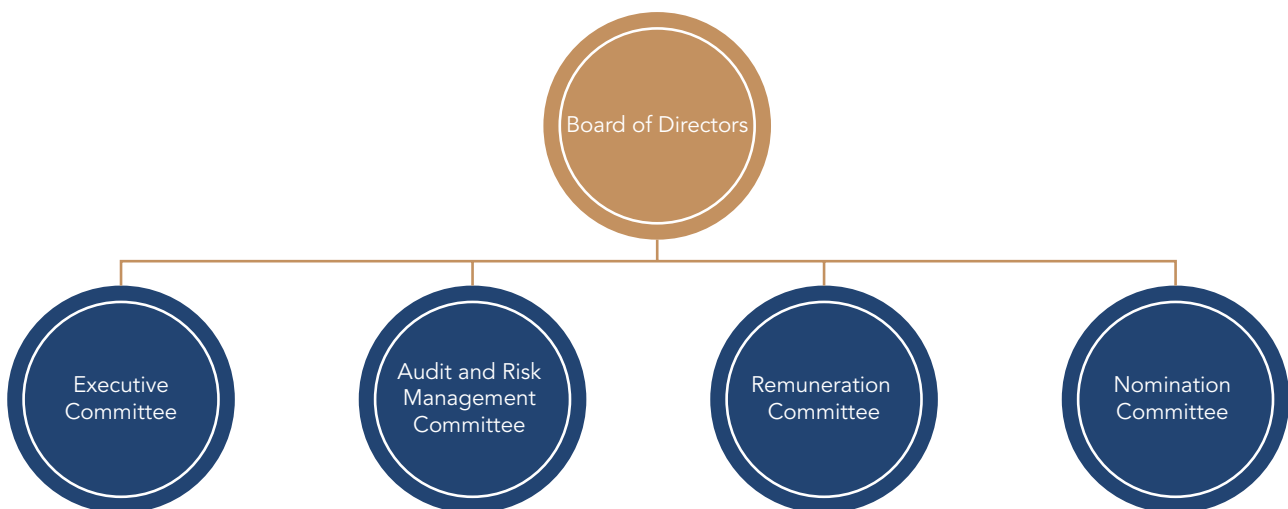 Board of Directors
Executive
Committee
Audit and Risk
Management
Committee
Remuneration
Committee
Nomination
Committee